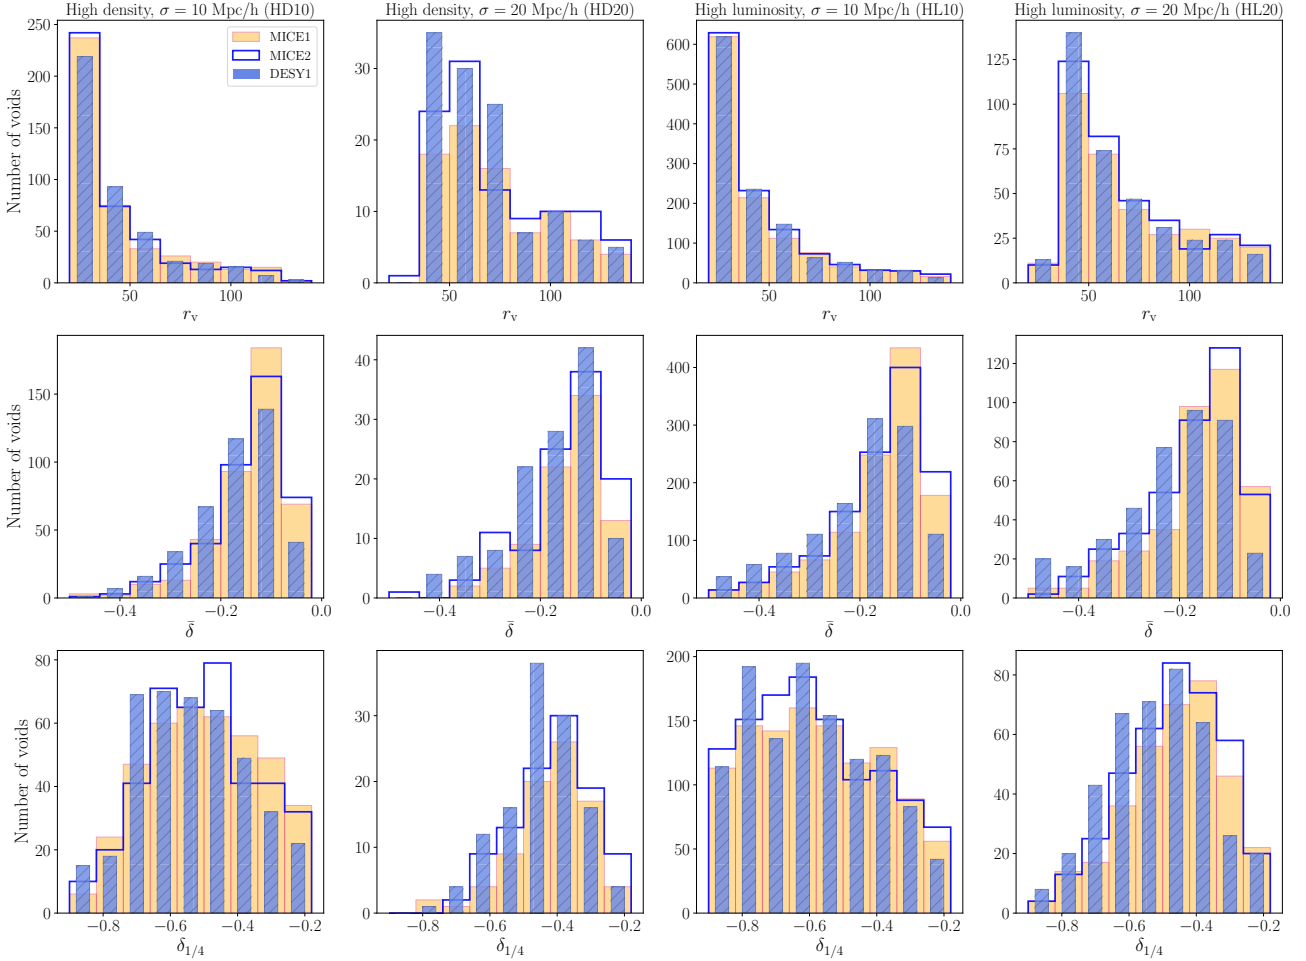 High density, σ = 10 Mpc/h (HD10)
High density, σ = 20 Mpc/h (HD20)
High luminosity, σ = 10 Mpc/h (HL10)
High luminosity, σ = 20 Mpc/h (HL20)
MICE1
MICE2
DESY1
Number of voids
250
200
150
100
50
0
50 100
r_v
30
20
10
0
50 100
r_v
600
500
400
300
200
100
0
50 100
r_v
125
100
75
50
25
0
50 100
r_v
Number of voids
150
100
50
0
−0.4 −0.2 0.0
δ̄
40
30
20
10
0
−0.4 −0.2 0.0
δ̄
400
300
200
100
0
−0.4 −0.2 0.0
δ̄
120
100
80
60
40
20
0
−0.4 −0.2 0.0
δ̄
Number of voids
80
60
40
20
0
−0.8 −0.6 −0.4 −0.2
δ_{1/4}
30
20
10
0
−0.8 −0.6 −0.4 −0.2
δ_{1/4}
200
150
100
50
0
−0.8 −0.6 −0.4 −0.2
δ_{1/4}
80
60
40
20
0
−0.8 −0.6 −0.4 −0.2
δ_{1/4}